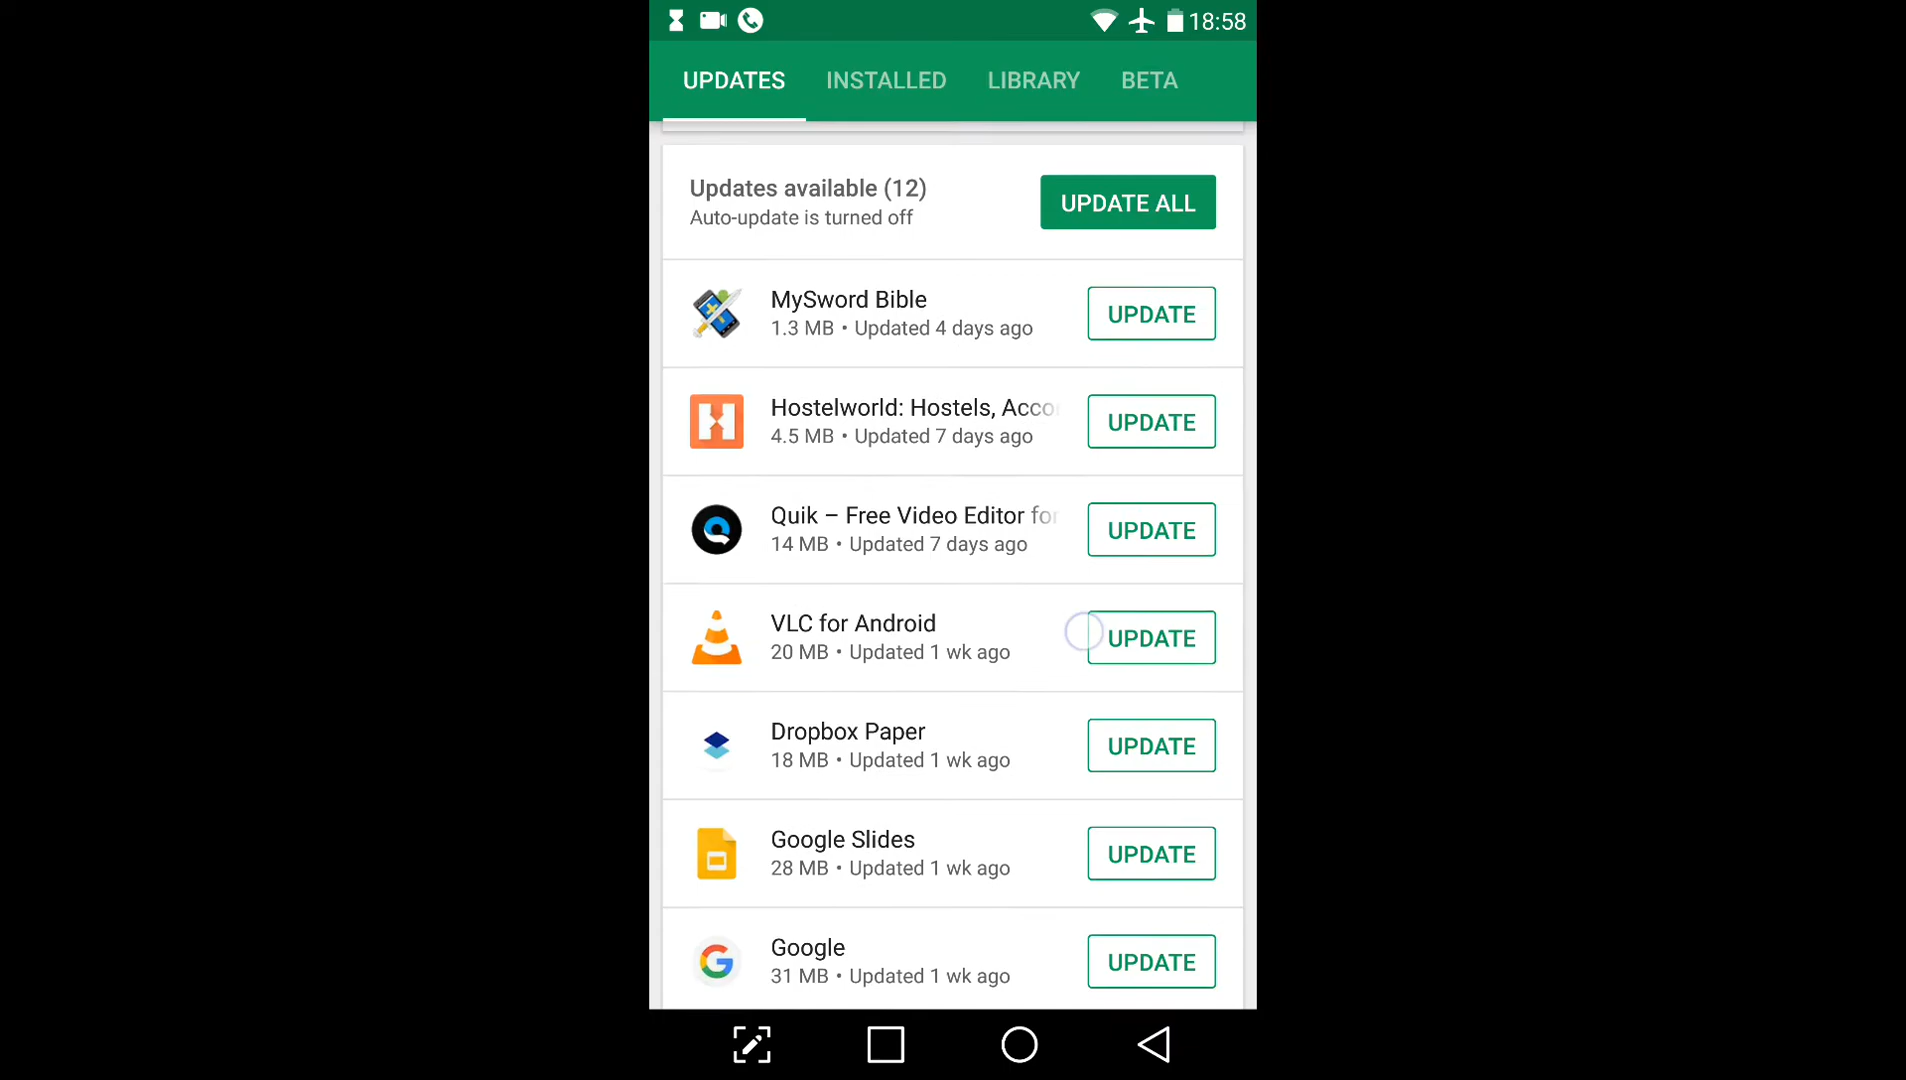 18:58
UPDATES INSTALLED LIBRARY BETA
Updates available (12)
Auto-update is turned off
UPDATE ALL
MySword Bible
1.3 MB • Updated 4 days ago
UPDATE
Hostelworld: Hostels, Acco
4.5 MB • Updated 7 days ago
UPDATE
Quik – Free Video Editor for
14 MB • Updated 7 days ago
UPDATE
VLC for Android
20 MB • Updated 1 wk ago
UPDATE
Dropbox Paper
18 MB • Updated 1 wk ago
UPDATE
Google Slides
28 MB • Updated 1 wk ago
UPDATE
Google
31 MB • Updated 1 wk ago
UPDATE